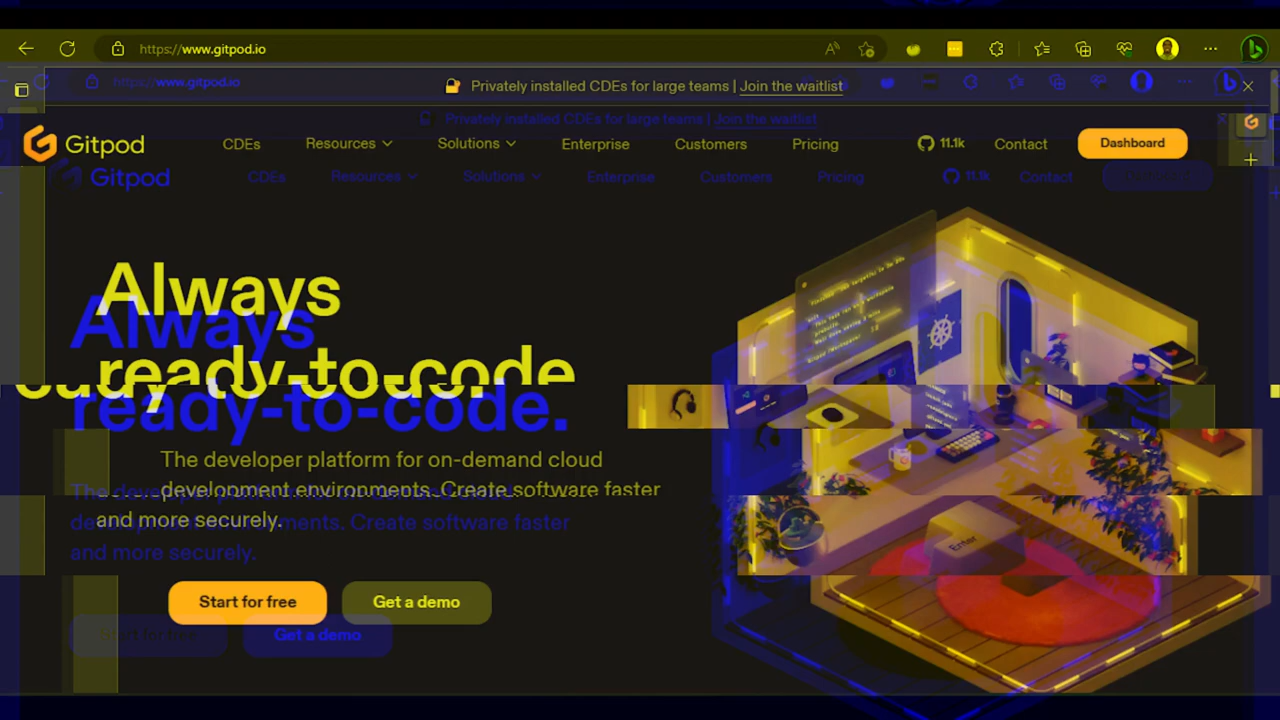 https://www.gitpod.io
Privately installed CDEs for large teams | Join the waitlist
Gitpod CDEs Resources Solutions Enterprise Customers Pricing 11.1k Contact Dashboard
Always
ready-to-code.
The developer platform for on-demand cloud
development environments. Create software faster
and more securely.
Start for free Get a demo
Enter